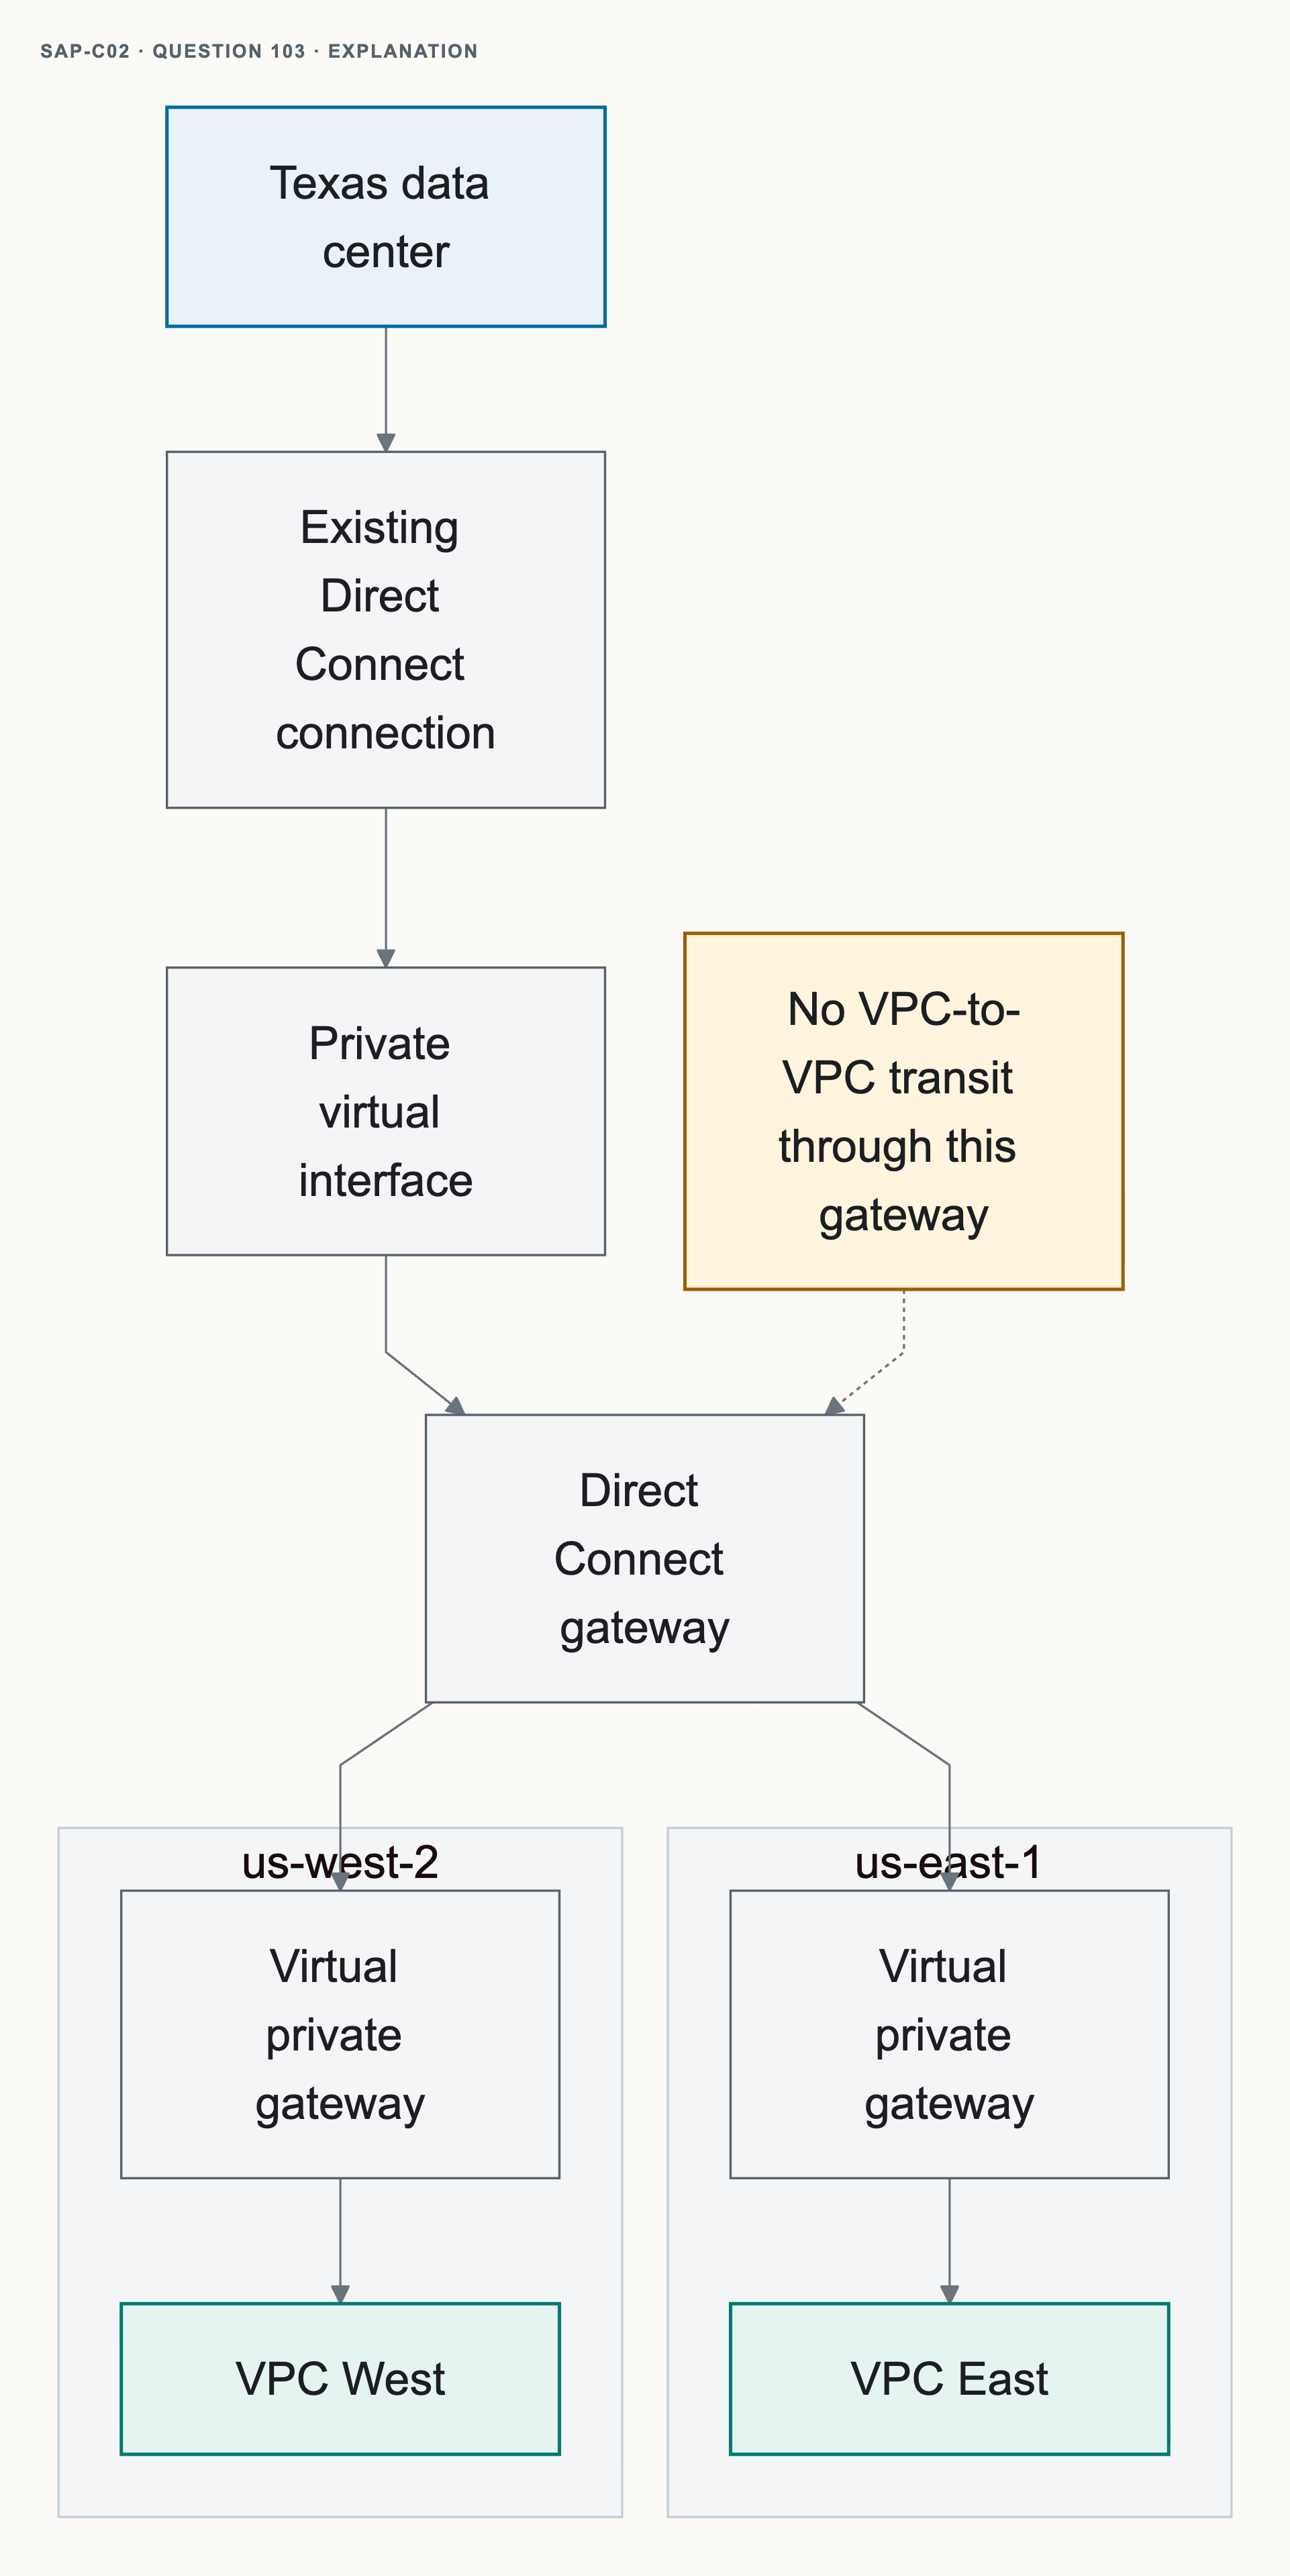 SAP-C02 · QUESTION 103 · EXPLANATION
Texas data
center
Existing
Direct
Connect
connection
Private
virtual
interface
No VPC-to-
VPC transit
through this
gateway
Direct
Connect
gateway
us-west-2
Virtual
private
gateway
VPC West
us-east-1
Virtual
private
gateway
VPC East